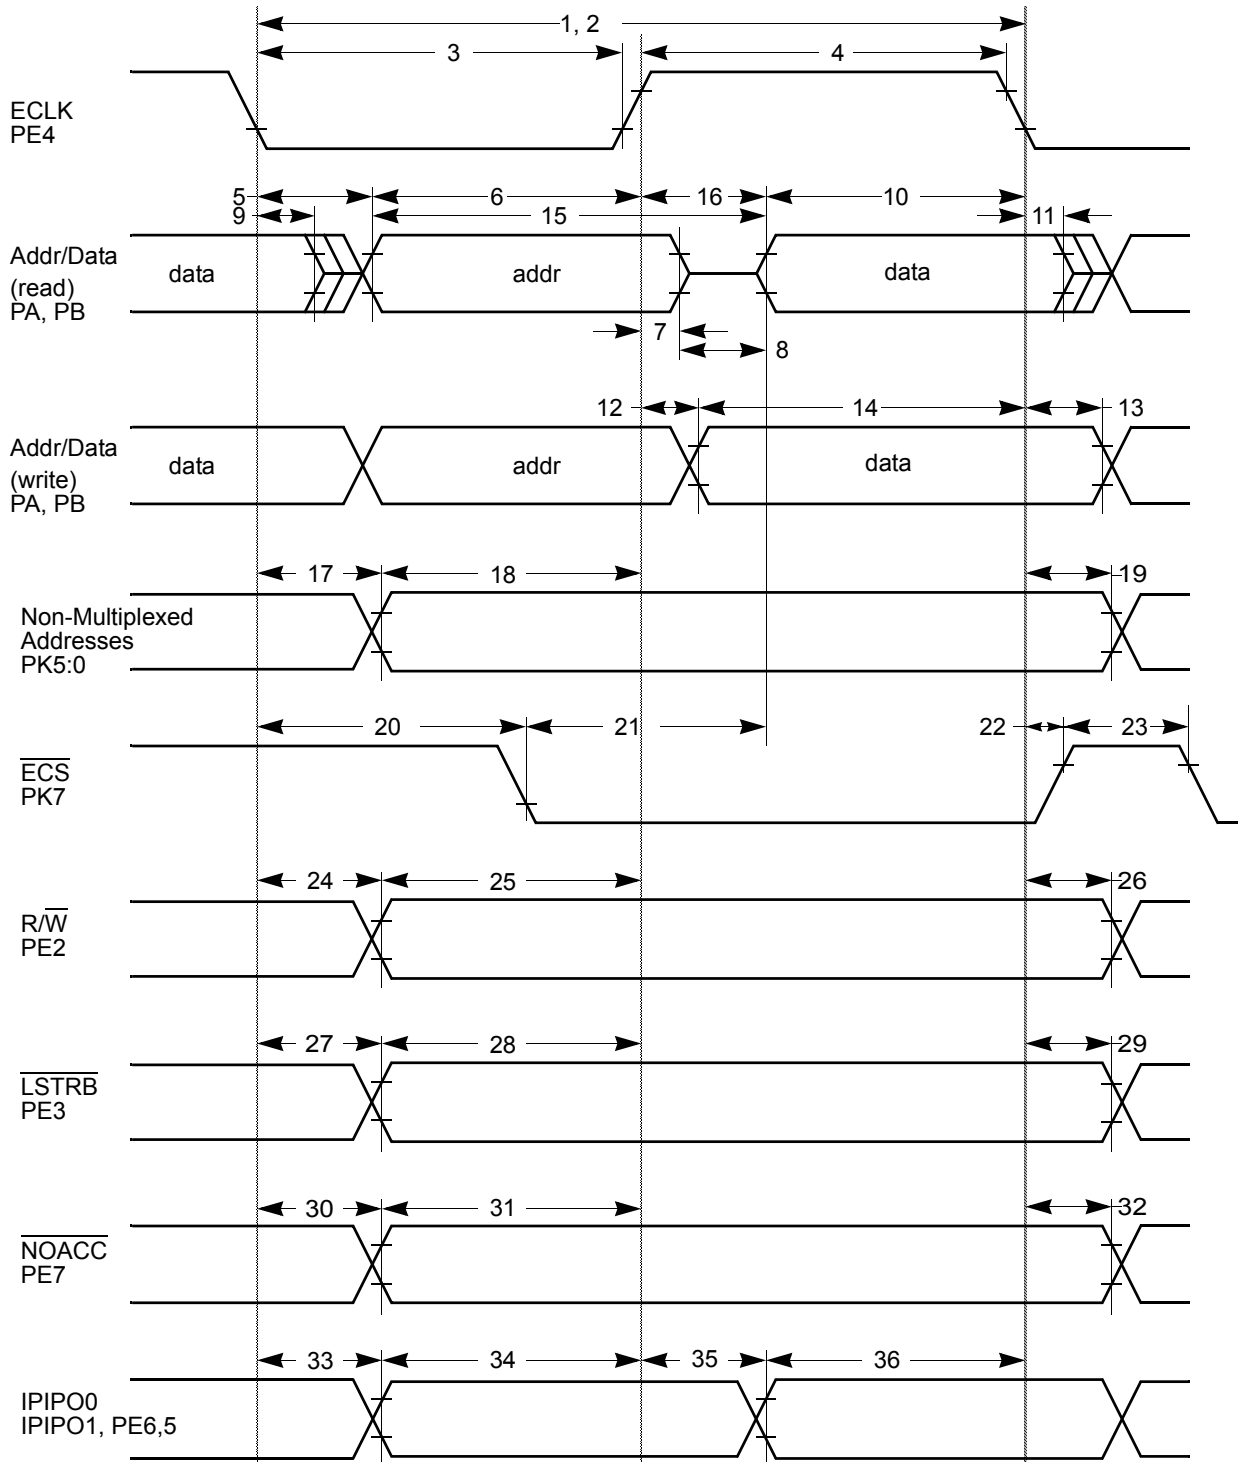 1, 2
3
4
ECLK
PE4
5
6
16
10
9
15
11
Addr/Data
(read)
PA, PB
data
addr
data
7
8
12
14
13
Addr/Data
(write)
PA, PB
data
addr
data
17
18
19
Non-Multiplexed
Addresses
PK5:0
20
21
22
23
ECS
PK7
24
25
26
R/W
PE2
27
28
29
LSTRB
PE3
30
31
32
NOACC
PE7
33
34
35
36
IPIPO0
IPIPO1, PE6,5